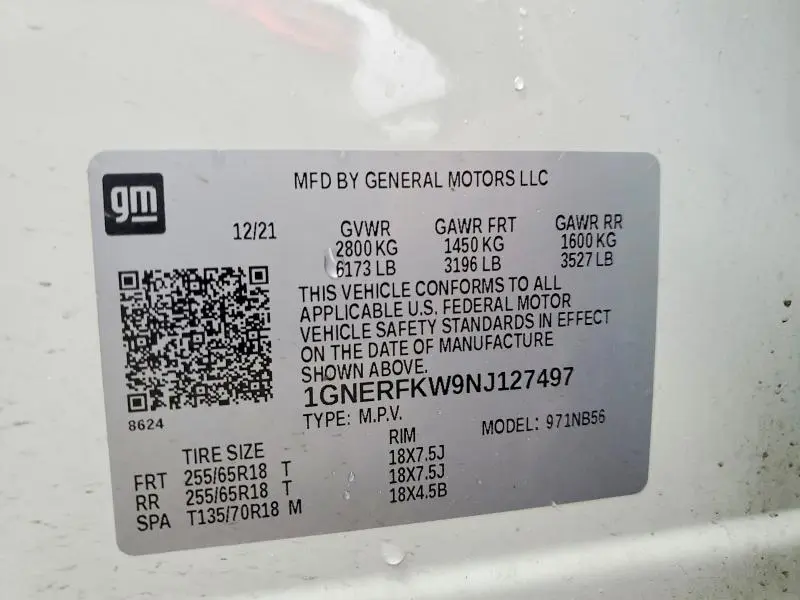 gm
MFD BY GENERAL MOTORS LLC
12/21 GVWR GAWR FRT GAWR RR
2800 KG 1450 KG 1600 KG
6173 LB 3196 LB 3527 LB
THIS VEHICLE CONFORMS TO ALL
APPLICABLE U.S. FEDERAL MOTOR
VEHICLE SAFETY STANDARDS IN EFFECT
ON THE DATE OF MANUFACTURE
SHOWN ABOVE.
1GNERFKW9NJ127497
8624
TYPE: M.P.V. MODEL: 971NB56
TIRE SIZE RIM
FRT 255/65R18 T 18X7.5J
RR 255/65R18 T 18X7.5J
SPA T135/70R18 M 18X4.5B